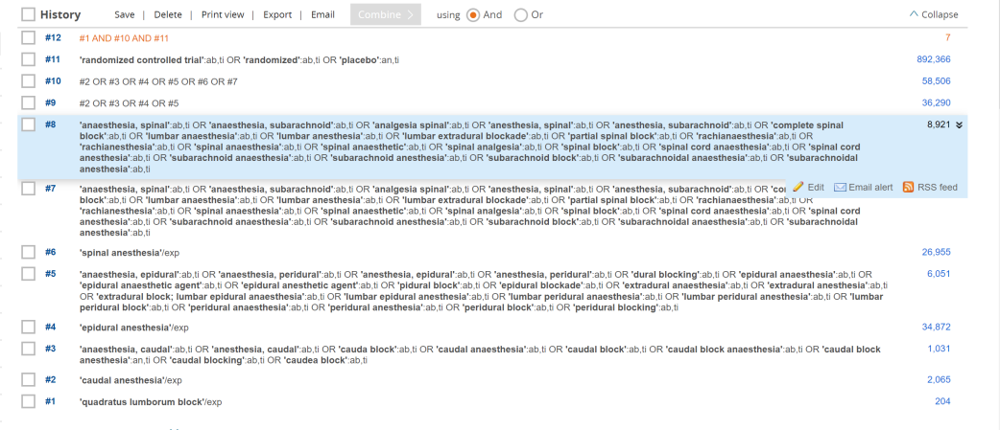 History Save | Delete | Print view | Export | Email Combine > using And Or Collapse
#12 #1 AND #10 AND #11 7
#11 'randomized controlled trial':ab,ti OR 'randomized':ab,ti OR 'placebo':an,ti 892,366
#10 #2 OR #3 OR #4 OR #5 OR #6 OR #7 58,506
#9 #2 OR #3 OR #4 OR #5 36,290
#8 'anaesthesia, spinal':ab,ti OR 'anaesthesia, subarachnoid':ab,ti OR 'analgesia spinal':ab,ti OR 'anesthesia, spinal':ab,ti OR 'anesthesia, subarachnoid':ab,ti OR 'complete spinal 8,921
block':ab,ti OR 'lumbar anaesthesia':ab,ti OR 'lumbar anesthesia':ab,ti OR 'lumbar extradural blockade':ab,ti OR 'partial spinal block':ab,ti OR 'rachianaesthesia':ab,ti OR
'rachianesthesia':ab,ti OR 'spinal anaesthesia':ab,ti OR 'spinal anaesthetic':ab,ti OR 'spinal analgesia':ab,ti OR 'spinal block':ab,ti OR 'spinal cord anaesthesia':ab,ti OR 'spinal cord
anesthesia':ab,ti OR 'subarachnoid anaesthesia':ab,ti OR 'subarachnoid anesthesia':ab,ti OR 'subarachnoid block':ab,ti OR 'subarachnoidal anaesthesia':ab,ti OR 'subarachnoidal
anesthesia':ab,ti
#7 'anaesthesia, spinal':ab,ti OR 'anaesthesia, subarachnoid':ab,ti OR 'analgesia spinal':ab,ti OR 'anesthesia, spinal':ab,ti OR 'anesthesia, subarachnoid':ab,ti OR Edit Email alert RSS feed
block':ab,ti OR 'lumbar anaesthesia':ab,ti OR 'lumbar anesthesia':ab,ti OR 'lumbar extradural blockade':ab,ti OR 'partial spinal block':ab,ti OR 'rachianaesthesia':ab,ti OR
'rachianesthesia':ab,ti OR 'spinal anaesthesia':ab,ti OR 'spinal anaesthetic':ab,ti OR 'spinal analgesia':ab,ti OR 'spinal block':ab,ti OR 'spinal cord anaesthesia':ab,ti OR 'spinal cord
anesthesia':ab,ti OR 'subarachnoid anaesthesia':ab,ti OR 'subarachnoid anesthesia':ab,ti OR 'subarachnoid block':ab,ti OR 'subarachnoidal anaesthesia':ab,ti OR 'subarachnoidal
anesthesia':ab,ti
#6 'spinal anesthesia'/exp 26,955
#5 'anaesthesia, epidural':ab,ti OR 'anaesthesia, peridural':ab,ti OR 'anesthesia, epidural':ab,ti OR 'anesthesia, peridural':ab,ti OR 'dural blocking':ab,ti OR 'epidural anaesthesia':ab,ti OR 6,051
'epidural anaesthetic agent':ab,ti OR 'epidural anesthetic agent':ab,ti OR 'pidural block':ab,ti OR 'epidural blockade':ab,ti OR 'extradural anaesthesia':ab,ti OR 'extradural anesthesia':ab,ti
OR 'extradural block; lumbar epidural anaesthesia':ab,ti OR 'lumbar epidural anesthesia':ab,ti OR 'lumbar peridural anaesthesia':ab,ti OR 'lumbar peridural anesthesia':ab,ti OR 'lumbar
peridural block':ab,ti OR 'peridural anaesthesia':ab,ti OR 'peridural anesthesia':ab,ti OR 'peridural block':ab,ti OR 'peridural blocking':ab,ti
#4 'epidural anesthesia'/exp 34,872
#3 'anaesthesia, caudal':ab,ti OR 'anesthesia, caudal':ab,ti OR 'cauda block':ab,ti OR 'caudal anaesthesia':ab,ti OR 'caudal block':ab,ti OR 'caudal block anaesthesia':ab,ti OR 'caudal block 1,031
anesthesia':an,ti OR 'caudal blocking':ab,ti OR 'caudea block':ab,ti
#2 'caudal anesthesia'/exp 2,065
#1 'quadratus lumborum block'/exp 204